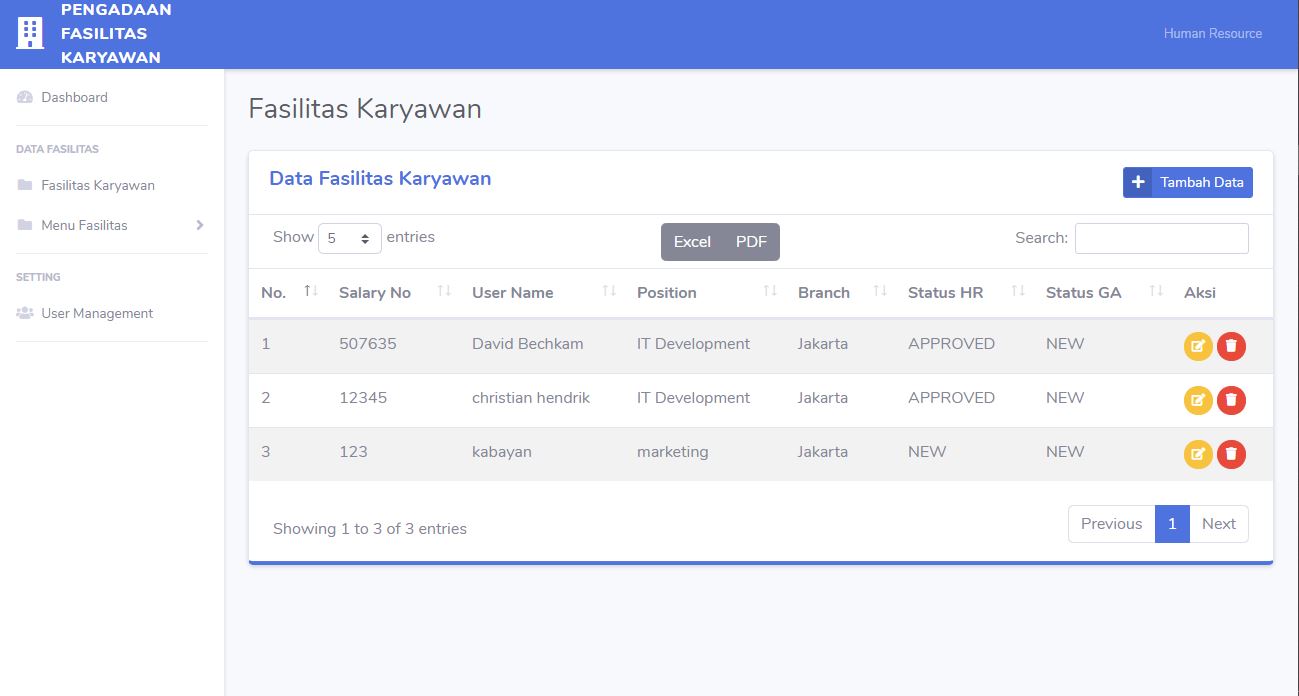 PENGADAAN
FASILITAS
KARYAWAN
Human Resource
Dashboard
DATA FASILITAS
Fasilitas Karyawan
Menu Fasilitas
SETTING
User Management
Fasilitas Karyawan
Data Fasilitas Karyawan
Tambah Data
Show 5 entries
Excel PDF
Search:
No. Salary No User Name Position Branch Status HR Status GA Aksi
1 507635 David Bechkam IT Development Jakarta APPROVED NEW
2 12345 christian hendrik IT Development Jakarta APPROVED NEW
3 123 kabayan marketing Jakarta NEW NEW
Showing 1 to 3 of 3 entries
Previous 1 Next